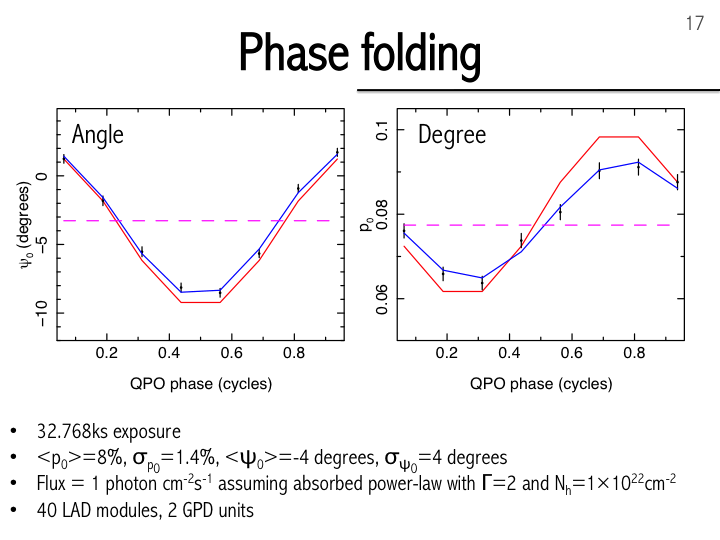 17
Phase folding
Angle
ψ₀ (degrees)
0
−5
−10
0.2 0.4 0.6 0.8
QPO phase (cycles)
Degree
p₀
0.1
0.08
0.06
0.2 0.4 0.6 0.8
QPO phase (cycles)
• 32.768ks exposure
• <p₀>=8%, σp₀=1.4%, <ψ₀>=-4 degrees, σψ₀=4 degrees
• Flux = 1 photon cm⁻²s⁻¹ assuming absorbed power-law with Γ=2 and Nₕ=1×10²²cm⁻²
• 40 LAD modules, 2 GPD units